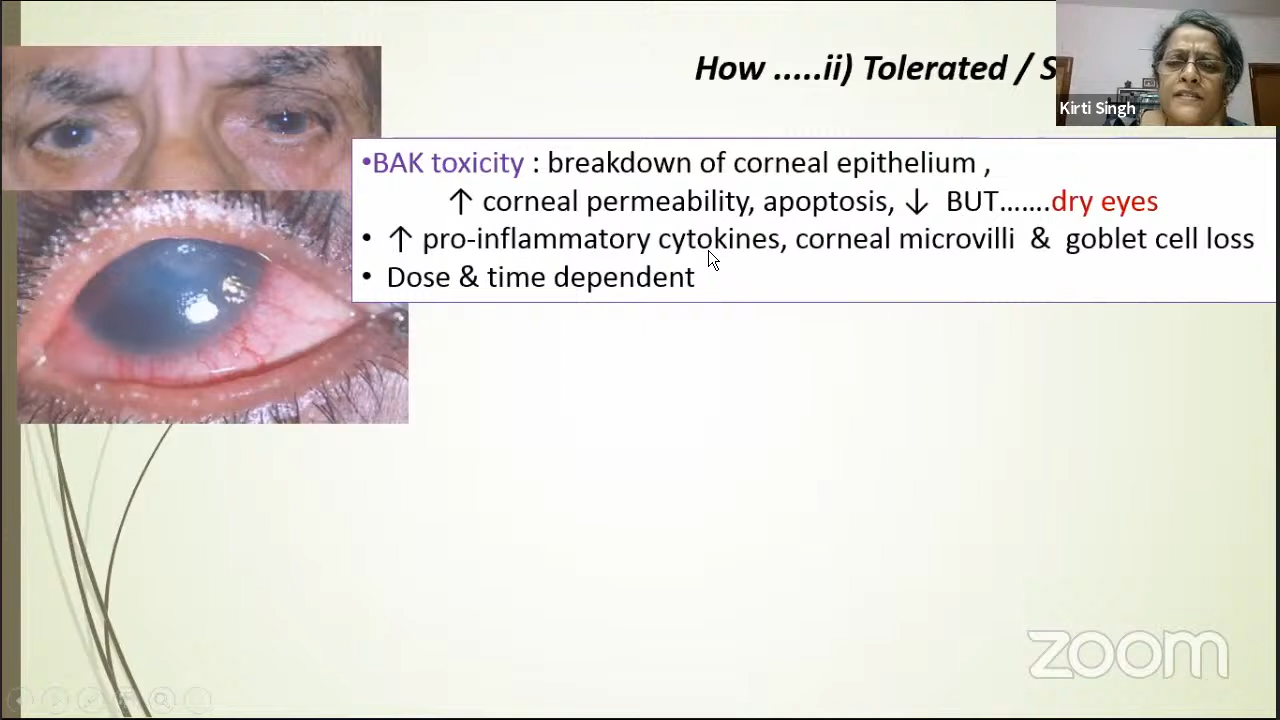 How .....ii) Tolerated / S
Kirti Singh
•BAK toxicity : breakdown of corneal epithelium ,
↑ corneal permeability, apoptosis, ↓ BUT.......dry eyes
• ↑ pro-inflammatory cytokines, corneal microvilli & goblet cell loss
• Dose & time dependent
zoom